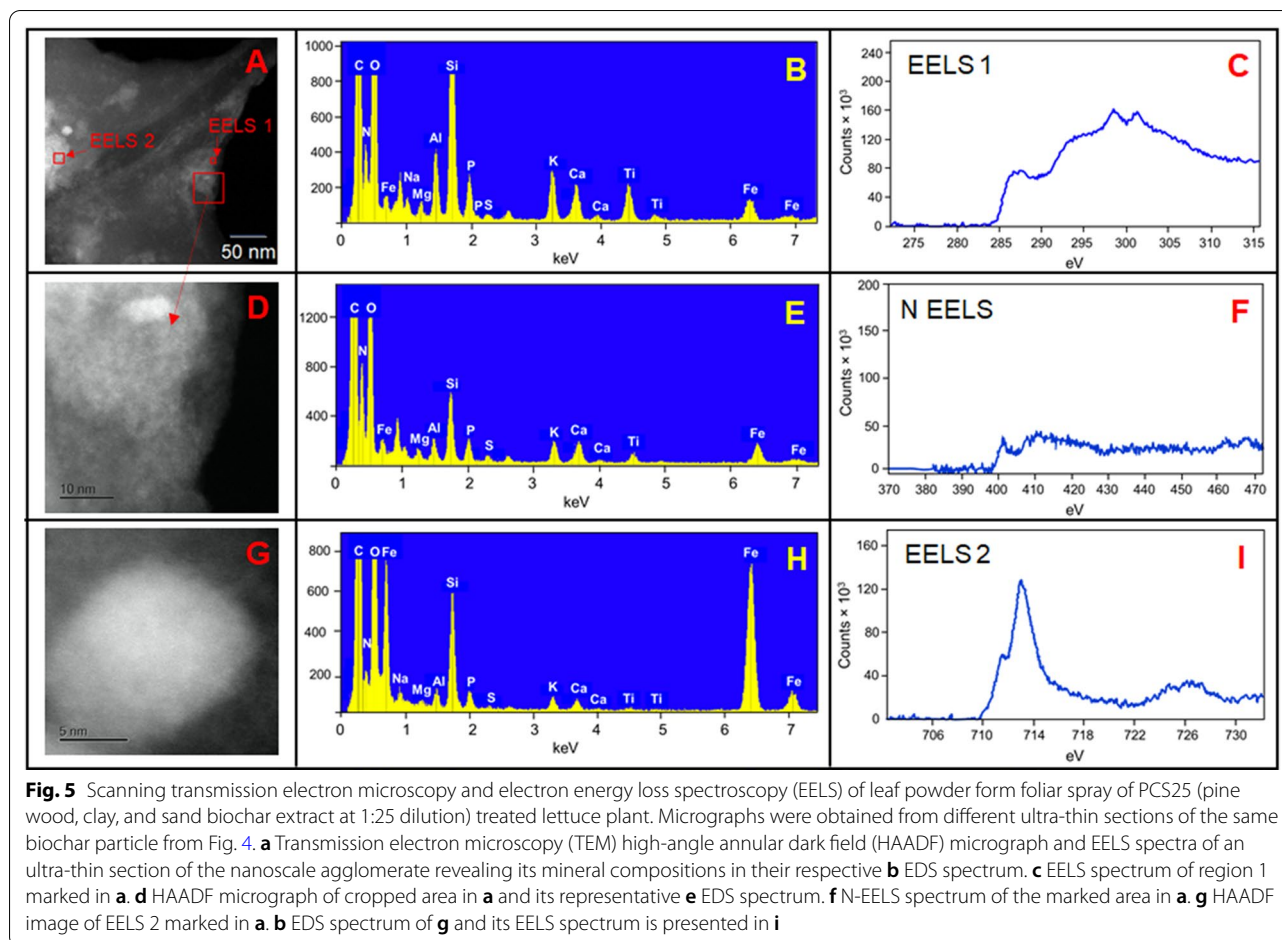 A
EELS 2
EELS 1
50 nm
B
1000
800
600
400
200
0 1 2 3 4 5 6 7
keV
C O N Fe Na Mg Al Si P P S K Ca Ca Ti Ti Fe Fe
EELS 1
C
Counts × 10³
240
200
160
120
80
40
0
275 280 285 290 295 300 305 310 315
eV
D
10 nm
E
1200
800
400
0 1 2 3 4 5 6 7
keV
C O N Fe Mg Al Si P S K Ca Ca Ti Fe Fe
N EELS
F
Counts × 10³
200
150
100
50
0
370 380 390 400 410 420 430 440 450 460 470
eV
G
5 nm
H
800
600
400
200
0 1 2 3 4 5 6 7
keV
C O Fe N Na Mg Al Si P S K Ca Ca Ti Ti Fe Fe
EELS 2
I
Counts × 10³
160
120
80
40
0
706 710 714 718 722 726 730
eV
Fig. 5 Scanning transmission electron microscopy and electron energy loss spectroscopy (EELS) of leaf powder form foliar spray of PCS25 (pine
wood, clay, and sand biochar extract at 1:25 dilution) treated lettuce plant. Micrographs were obtained from different ultra-thin sections of the same
biochar particle from Fig. 4. a Transmission electron microscopy (TEM) high-angle annular dark field (HAADF) micrograph and EELS spectra of an
ultra-thin section of the nanoscale agglomerate revealing its mineral compositions in their respective b EDS spectrum. c EELS spectrum of region 1
marked in a. d HAADF micrograph of cropped area in a and its representative e EDS spectrum. f N-EELS spectrum of the marked area in a. g HAADF
image of EELS 2 marked in a. b EDS spectrum of g and its EELS spectrum is presented in i